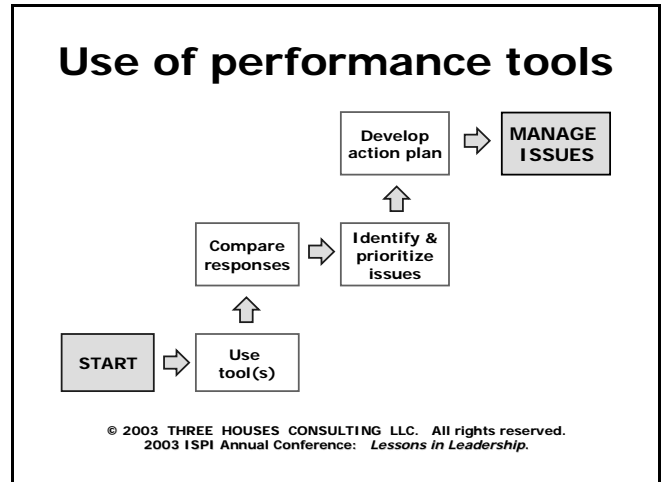 Use of performance tools
START
Use
tool(s)
Compare
responses
Identify &
prioritize
issues
Develop
action plan
MANAGE
ISSUES
© 2003 THREE HOUSES CONSULTING LLC. All rights reserved.
2003 ISPI Annual Conference: Lessons in Leadership.